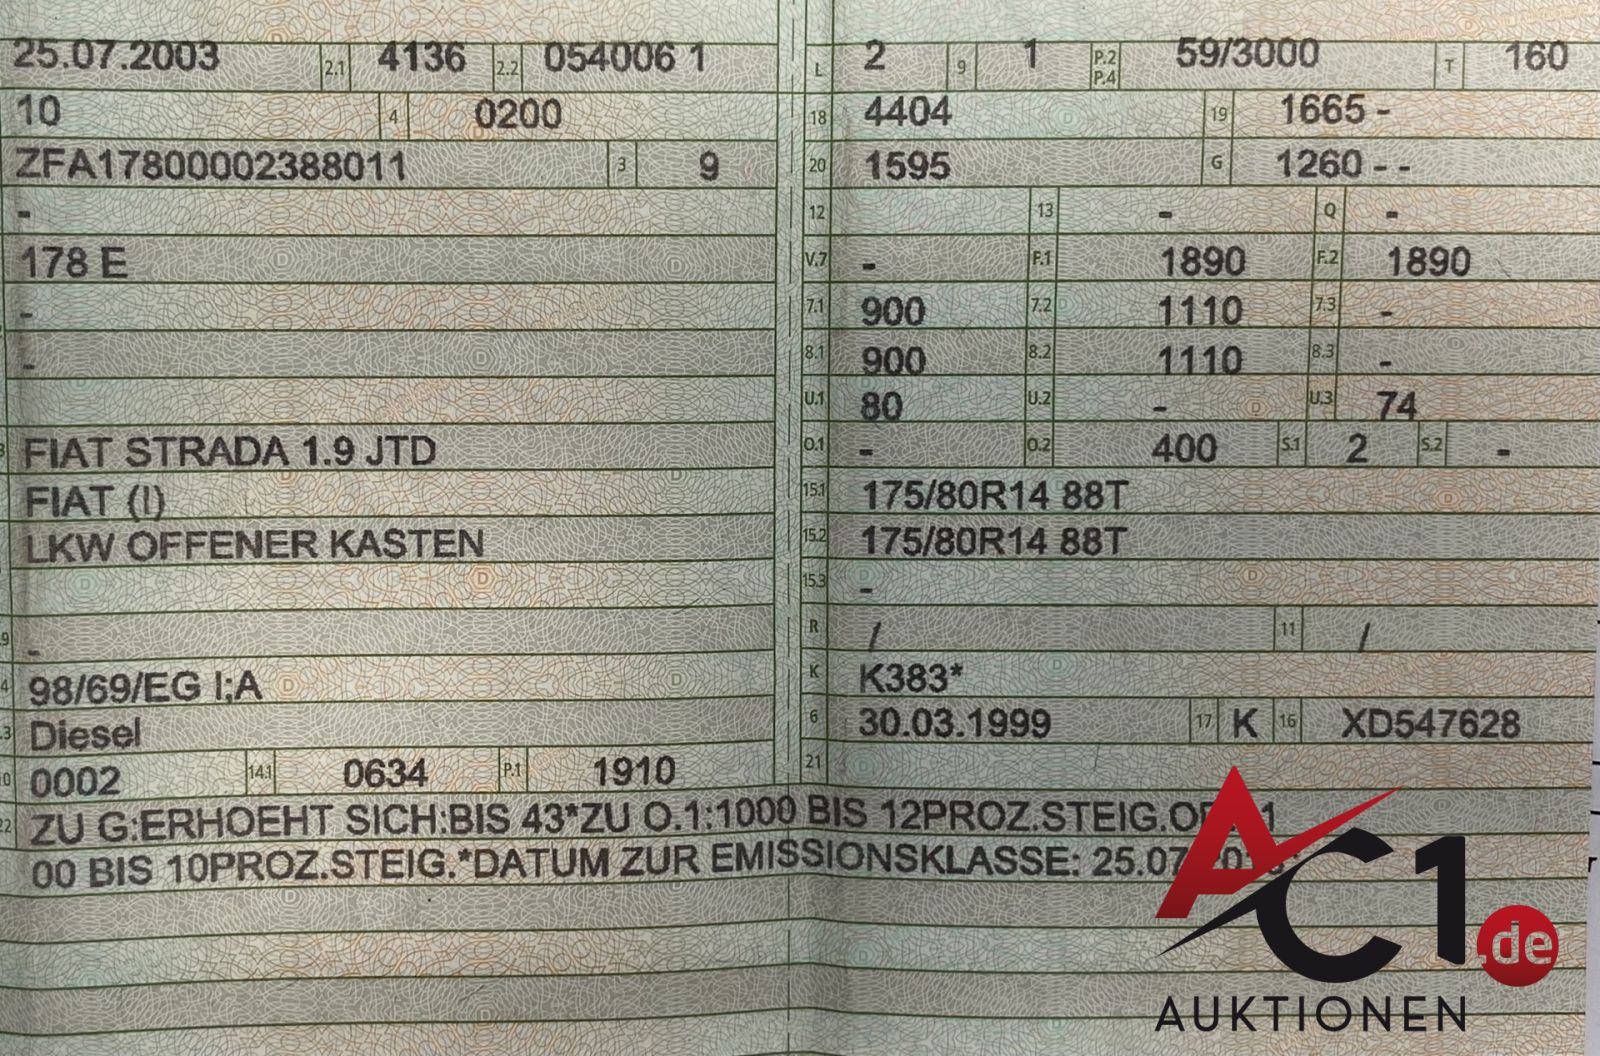 25.07.2003 2.1 4136 2.2 054006 1
10 4 0200
ZFA17800002388011 3 9
-
178 E
-
-
FIAT STRADA 1.9 JTD
FIAT (I)
LKW OFFENER KASTEN
9 -
4 98/69/EG I;A
.3 Diesel
0 0002 14.1 0634 P.1 1910
L 2 9 1 P.2 P.4 59/3000 T 160
18 4404 19 1665 -
20 1595 G 1260 - -
12 13 - Q -
V.7 - F.1 1890 F.2 1890
7.1 900 7.2 1110 7.3 -
8.1 900 8.2 1110 8.3 -
U.1 80 U.2 - U.3 74
O.1 - O.2 400 S.1 2 S.2 -
15.1 175/80R14 88T
15.2 175/80R14 88T
15.3 -
R / 11 /
K K383*
6 30.03.1999 17 K 16 XD547628
21
22 ZU G:ERHOEHT SICH:BIS 43*ZU O.1:1000 BIS 12PROZ.STEIG. 1
00 BIS 10PROZ.STEIG.*DATUM ZUR EMISSIONSKLASSE: 25.07
AC1.de
AUKTIONEN